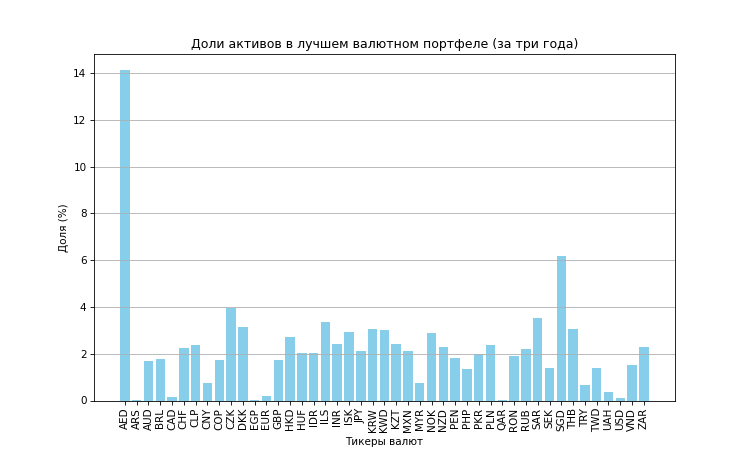 Доли активов в лучшем валютном портфеле (за три года)
Доля (%)
14
12
10
8
6
4
2
0
AED
ARS
AUD
BRL
CAD
CHF
CLP
CNY
COP
CZK
DKK
EGP
EUR
GBP
HKD
HUF
IDR
ILS
INR
ISK
JPY
KRW
KWD
KZT
MXN
MYR
NOK
NZD
PEN
PHP
PKR
PLN
QAR
RON
RUB
SAR
SEK
SGD
THB
TRY
TWD
UAH
USD
VND
ZAR
Тикеры валют